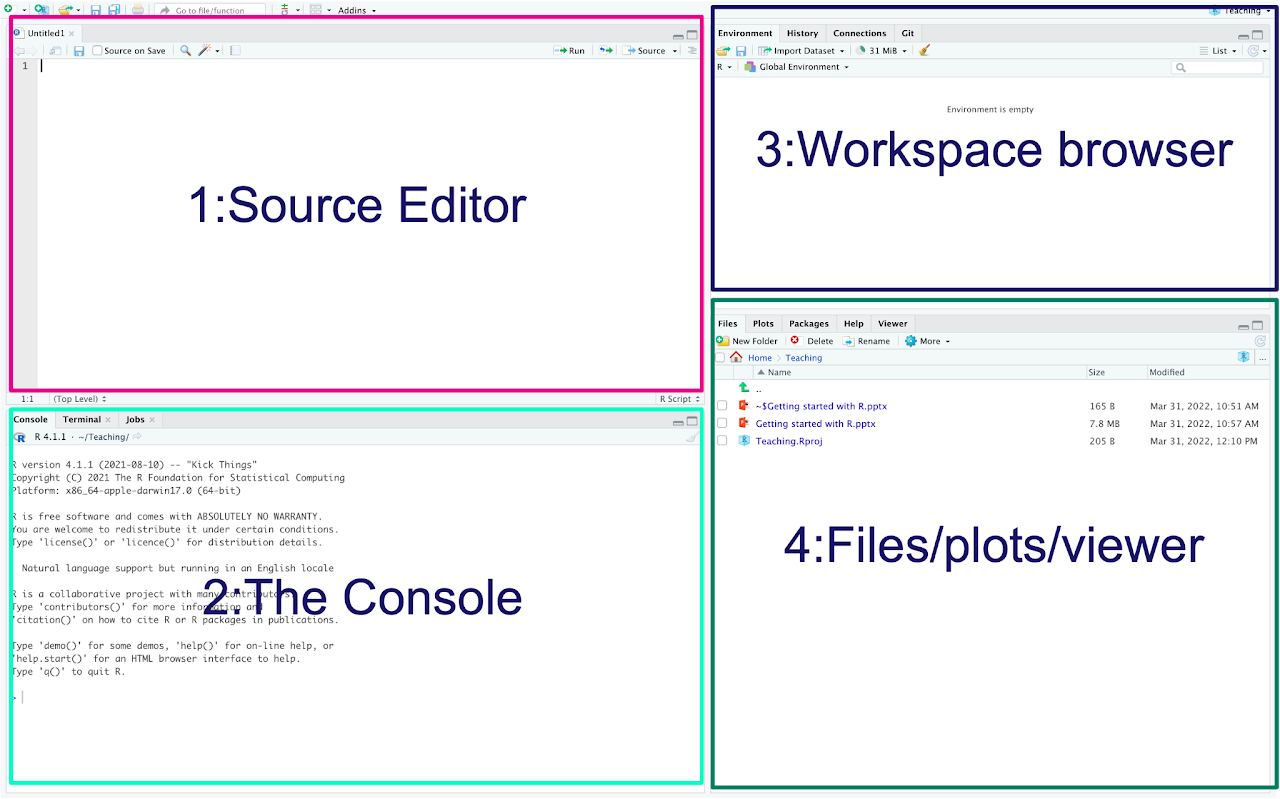 Go to file/function
Addins
Untitled1
Source on Save
Run
Source
1
1:Source Editor
1:1
(Top Level)
R Script
Console
Terminal
Jobs
R 4.1.1 · ~/Teaching/
R version 4.1.1 (2021-08-10) -- "Kick Things"
Copyright (C) 2021 The R Foundation for Statistical Computing
Platform: x86_64-apple-darwin17.0 (64-bit)
R is free software and comes with ABSOLUTELY NO WARRANTY.
You are welcome to redistribute it under certain conditions.
Type 'license()' or 'licence()' for distribution details.
Natural language support but running in an English locale
R is a collaborative project with many contributors.
Type 'contributors()' for more information and
'citation()' on how to cite R or R packages in publications.
2:The Console
Type 'demo()' for some demos, 'help()' for on-line help, or
'help.start()' for an HTML browser interface to help.
Type 'q()' to quit R.
>
Teaching
Environment
History
Connections
Git
Import Dataset
31 MiB
List
R
Global Environment
Environment is empty
3:Workspace browser
Files
Plots
Packages
Help
Viewer
New Folder
Delete
Rename
More
Home
Teaching
...
Name
Size
Modified
..
~$Getting started with R.pptx 165 B Mar 31, 2022, 10:51 AM
Getting started with R.pptx 7.8 MB Mar 31, 2022, 10:57 AM
Teaching.Rproj 205 B Mar 31, 2022, 12:10 PM
4:Files/plots/viewer